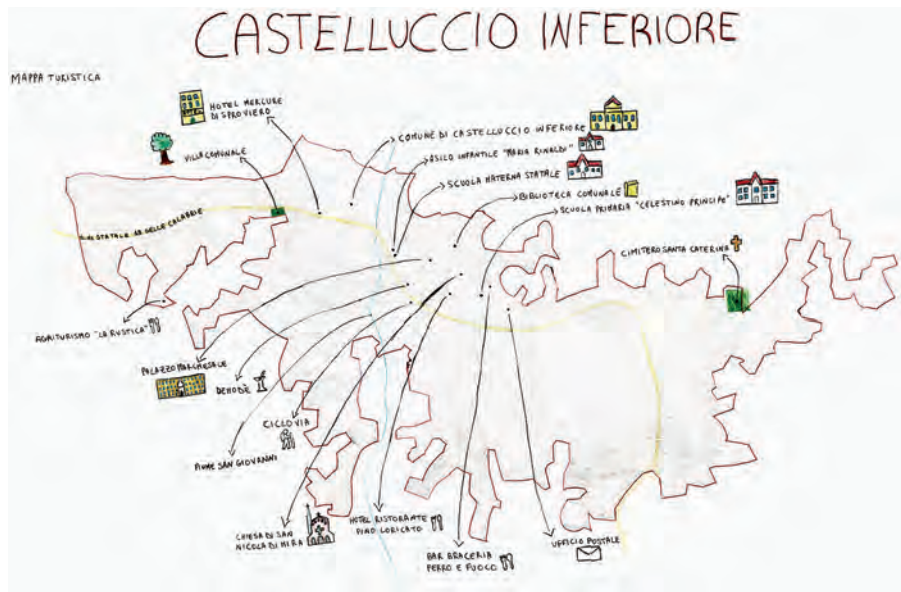 CASTELLUCCIO INFERIORE
MAPPA TURISTICA
HOTEL MERCURE
DI SPROVIERO
VILLA COMUNALE
COMUNE DI CASTELLUCCIO INFERIORE
ASILO INFANTILE "MARIA RINALDI"
SCUOLA MATERNA STATALE
BIBLIOTECA COMUNALE
SCUOLA PRIMARIA "CELESTINO PRINCIPE"
CIMITERO SANTA CATERINA
STATALE 19 DELLE CALABRIE
AGRITURISMO "LA RUSTICA"
PALAZZO MARCHESALE
DEMODÈ
CICLOVIA
FIUME SAN GIOVANNI
CHIESA DI SAN
NICOLA DI MIRA
HOTEL RISTORANTE
PINO LORICATO
BAR BRACERIA
FERRO E FUOCO
UFFICIO POSTALE